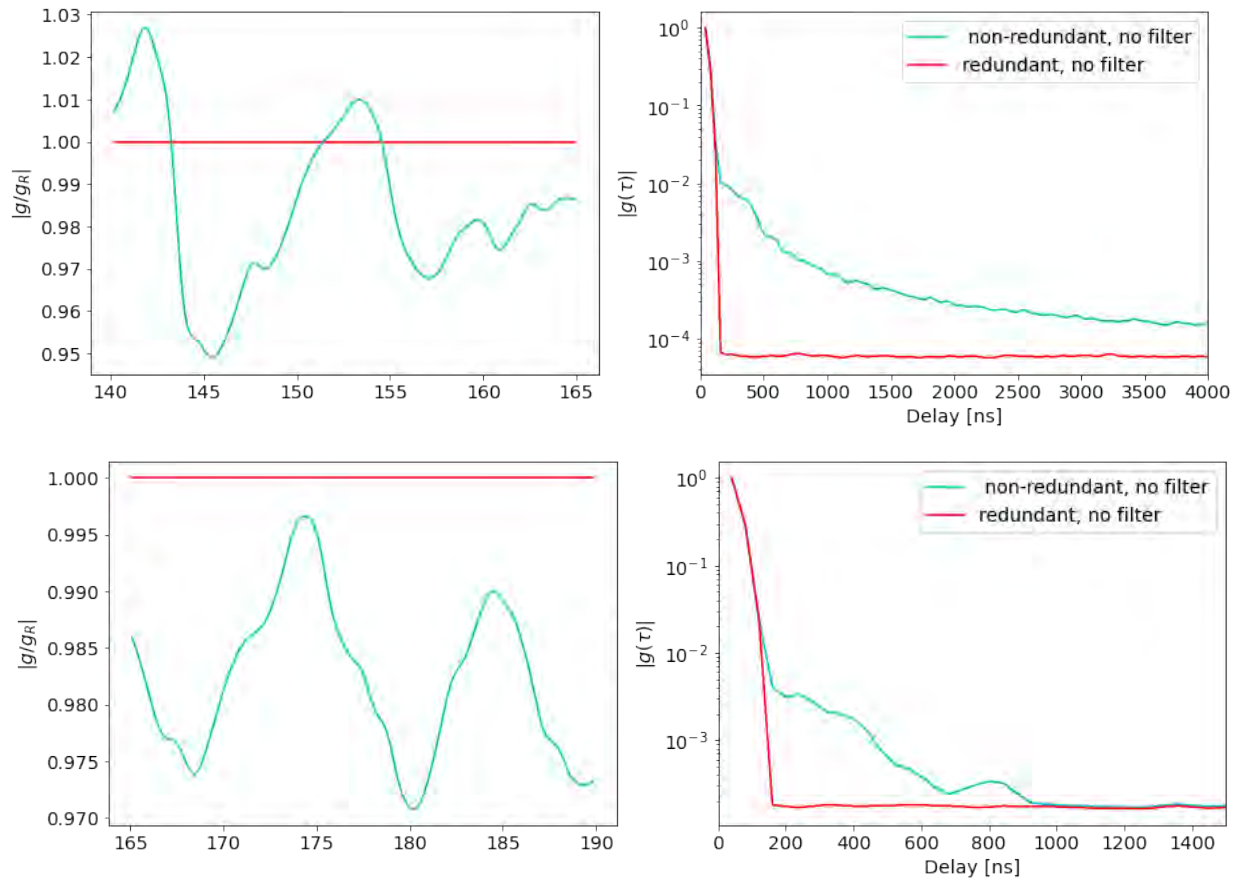 1.03
1.02
1.01
1.00
0.99
0.98
0.97
0.96
0.95
|g/g_R|
140 145 150 155 160 165
10^0
10^-1
10^-2
10^-3
10^-4
|g(τ)|
non-redundant, no filter
redundant, no filter
0 500 1000 1500 2000 2500 3000 3500 4000
Delay [ns]
1.000
0.995
0.990
0.985
0.980
0.975
0.970
|g/g_R|
165 170 175 180 185 190
10^0
10^-1
10^-2
10^-3
|g(τ)|
non-redundant, no filter
redundant, no filter
0 200 400 600 800 1000 1200 1400
Delay [ns]